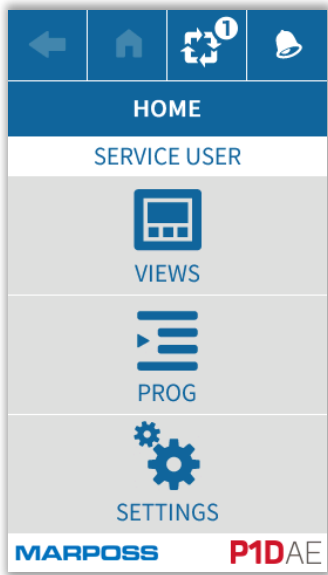 1
HOME
SERVICE USER
VIEWS
PROG
SETTINGS
MARPOSS P1DAE